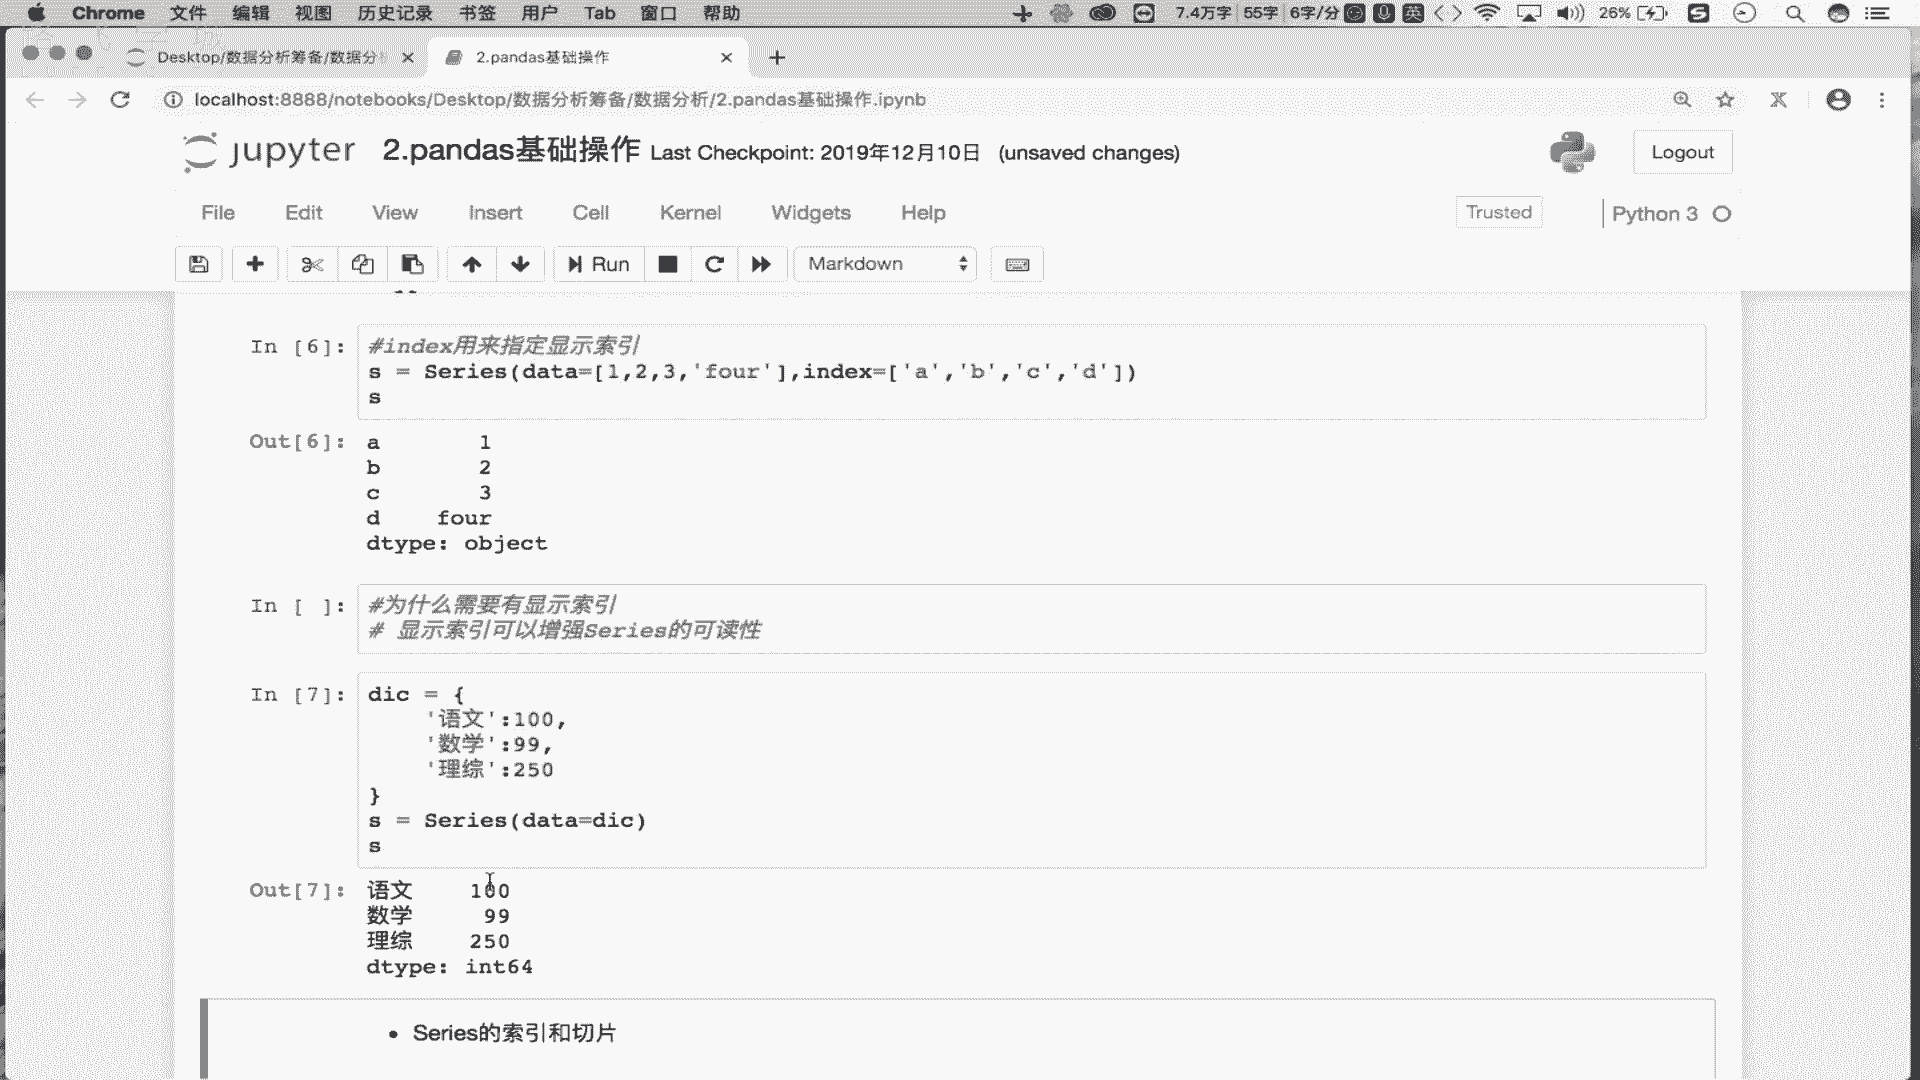 Chrome 文件 编辑 视图 历史记录 书签 用户 Tab 窗口 帮助 7.4万字 55字 6字/分 英 26%
Desktop/数据分析筹备/数据分析
2.pandas基础操作
localhost:8888/notebooks/Desktop/数据分析筹备/数据分析/2.pandas基础操作.ipynb
jupyter 2.pandas基础操作 Last Checkpoint: 2019年12月10日 (unsaved changes) Logout
File Edit View Insert Cell Kernel Widgets Help Trusted Python 3
Run Markdown
In [6]: #index用来指定显示索引
s = Series(data=[1,2,3,'four'],index=['a','b','c','d'])
s
Out[6]: a 1
b 2
c 3
d four
dtype: object
In [ ]: #为什么需要有显示索引
# 显示索引可以增强Series的可读性
In [7]: dic = {
'语文':100,
'数学':99,
'理综':250
}
s = Series(data=dic)
s
Out[7]: 语文 100
数学 99
理综 250
dtype: int64
• Series的索引和切片